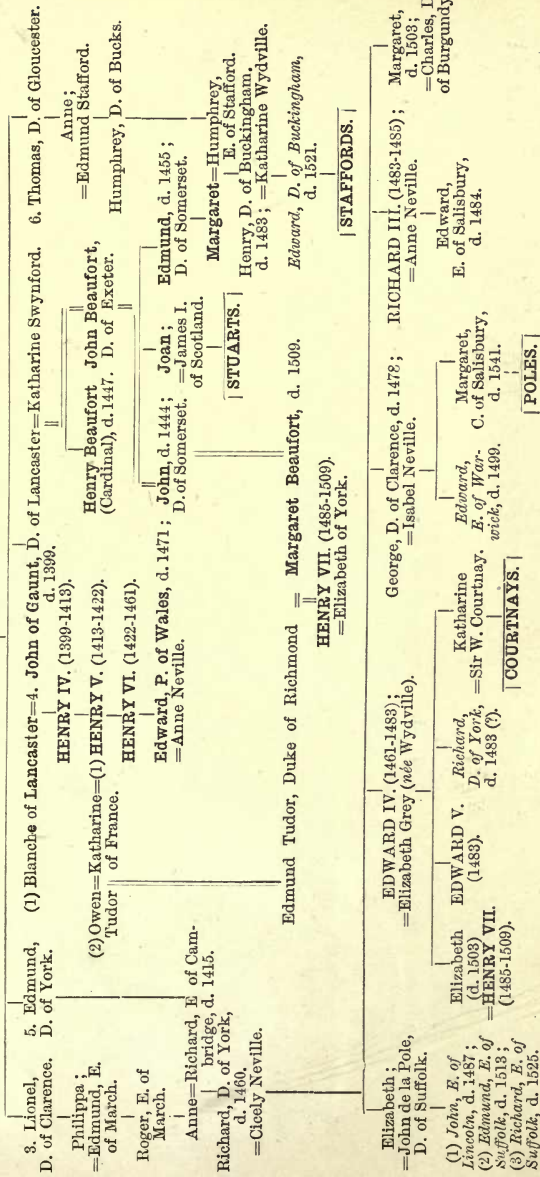 3. Lionel,
D. of Clarence.
5. Edmund,
D. of York.
(1) Blanche of Lancaster=4. John of Gaunt, D. of Lancaster=Katharine Swynford.
d. 1399.
6. Thomas, D. of Gloucester.
Philippa;
=Edmund, E.
of March.
HENRY IV. (1399-1413).
Henry Beaufort
(Cardinal), d. 1447.
John Beaufort,
D. of Exeter.
Anne;
=Edmund Stafford.
Roger, E. of
March.
(2) Owen=Katharine=(1) HENRY V. (1413-1422).
Tudor
of France.
HENRY VI. (1422-1461).
Humphrey, D. of Bucks.
Anne=Richard, E of Cam-
bridge, d. 1415.
Edward, P. of Wales, d. 1471;
=Anne Neville.
John, d. 1444;
D. of Somerset.
Joan;
=James I.
of Scotland.
Edmund, d. 1455;
D. of Somerset.
Richard, D. of York,
d. 1460.
=Cicely Neville.
| STUARTS. |
Margaret=Humphrey,
E. of Stafford.
Henry, D. of Buckingham,
d. 1483; =Katharine Wydville.
Edmund Tudor, Duke of Richmond = Margaret Beaufort, d. 1509.
Edward, D. of Buckingham,
d. 1521.
HENRY VII. (1485-1509).
=Elizabeth of York.
| STAFFORDS. |
Elizabeth;
=John de la Pole,
D. of Suffolk.
EDWARD IV. (1461-1483);
=Elizabeth Grey (née Wydville).
George, D. of Clarence, d. 1478;
=Isabel Neville.
RICHARD III. (1483-1485);
=Anne Neville.
Margaret,
d. 1503;
=Charles,
of Burgundy
(1) John, E. of
Lincoln, d. 1487;
(2) Edmund, E. of
Suffolk, d. 1513;
(3) Richard, E. of
Suffolk, d. 1525.
Elizabeth
(d. 1503)
=HENRY VII.
(1485-1509).
EDWARD V.
(1483).
Richard,
D. of York,
d. 1483 (?).
Katharine
=Sir W. Courtnay.
| COURTNAYS. |
Edward,
E. of War-
wick, d. 1499.
Margaret,
C. of Salisbury,
d. 1541.
| POLES. |
Edward,
E. of Salisbury,
d. 1484.